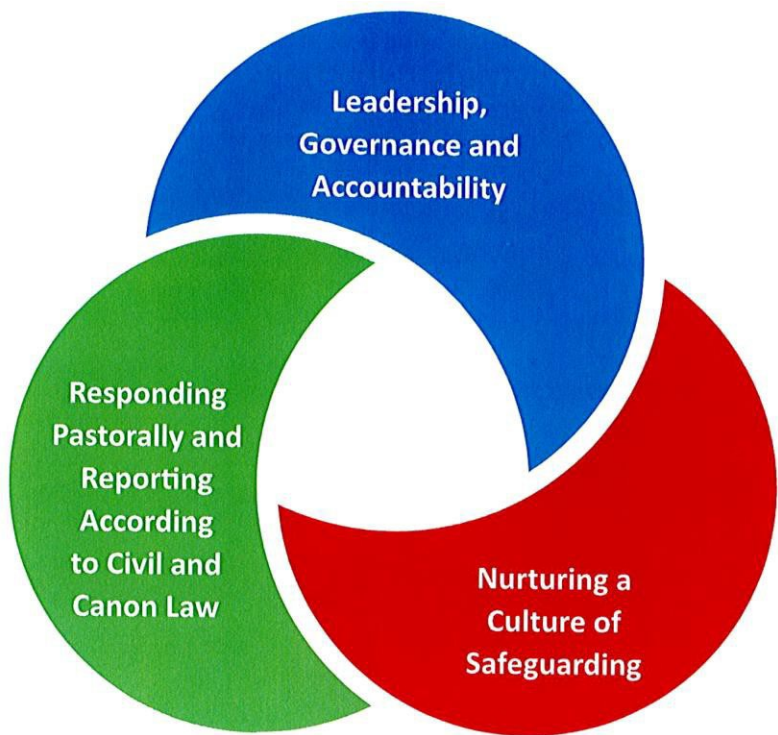 Leadership,
Governance and
Accountability
Responding
Pastorally and
Reporting
According
to Civil and
Canon Law
Nurturing a
Culture of
Safeguarding